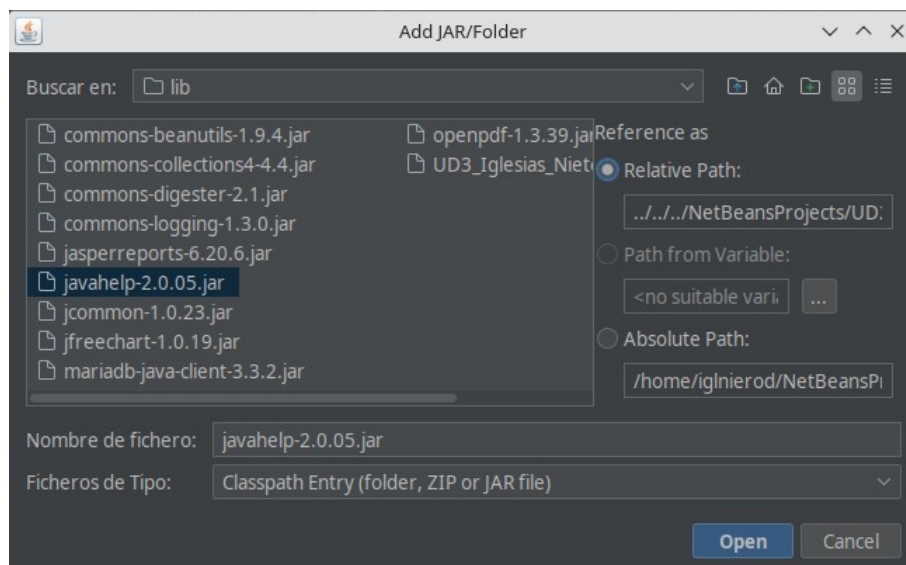 Add JAR/Folder
Buscar en:
lib
commons-beanutils-1.9.4.jar
commons-collections4-4.4.jar
commons-digester-2.1.jar
commons-logging-1.3.0.jar
jasperreports-6.20.6.jar
javahelp-2.0.05.jar
jcommon-1.0.23.jar
jfreechart-1.0.19.jar
mariadb-java-client-3.3.2.jar
openpdf-1.3.39.jar
UD3_Iglesias_Nieto
Reference as
Relative Path:
../../../NetBeansProjects/UD
Path from Variable:
<no suitable vari
...
Absolute Path:
/home/iglnierod/NetBeansP
Nombre de fichero:
javahelp-2.0.05.jar
Ficheros de Tipo:
Classpath Entry (folder, ZIP or JAR file)
Open
Cancel